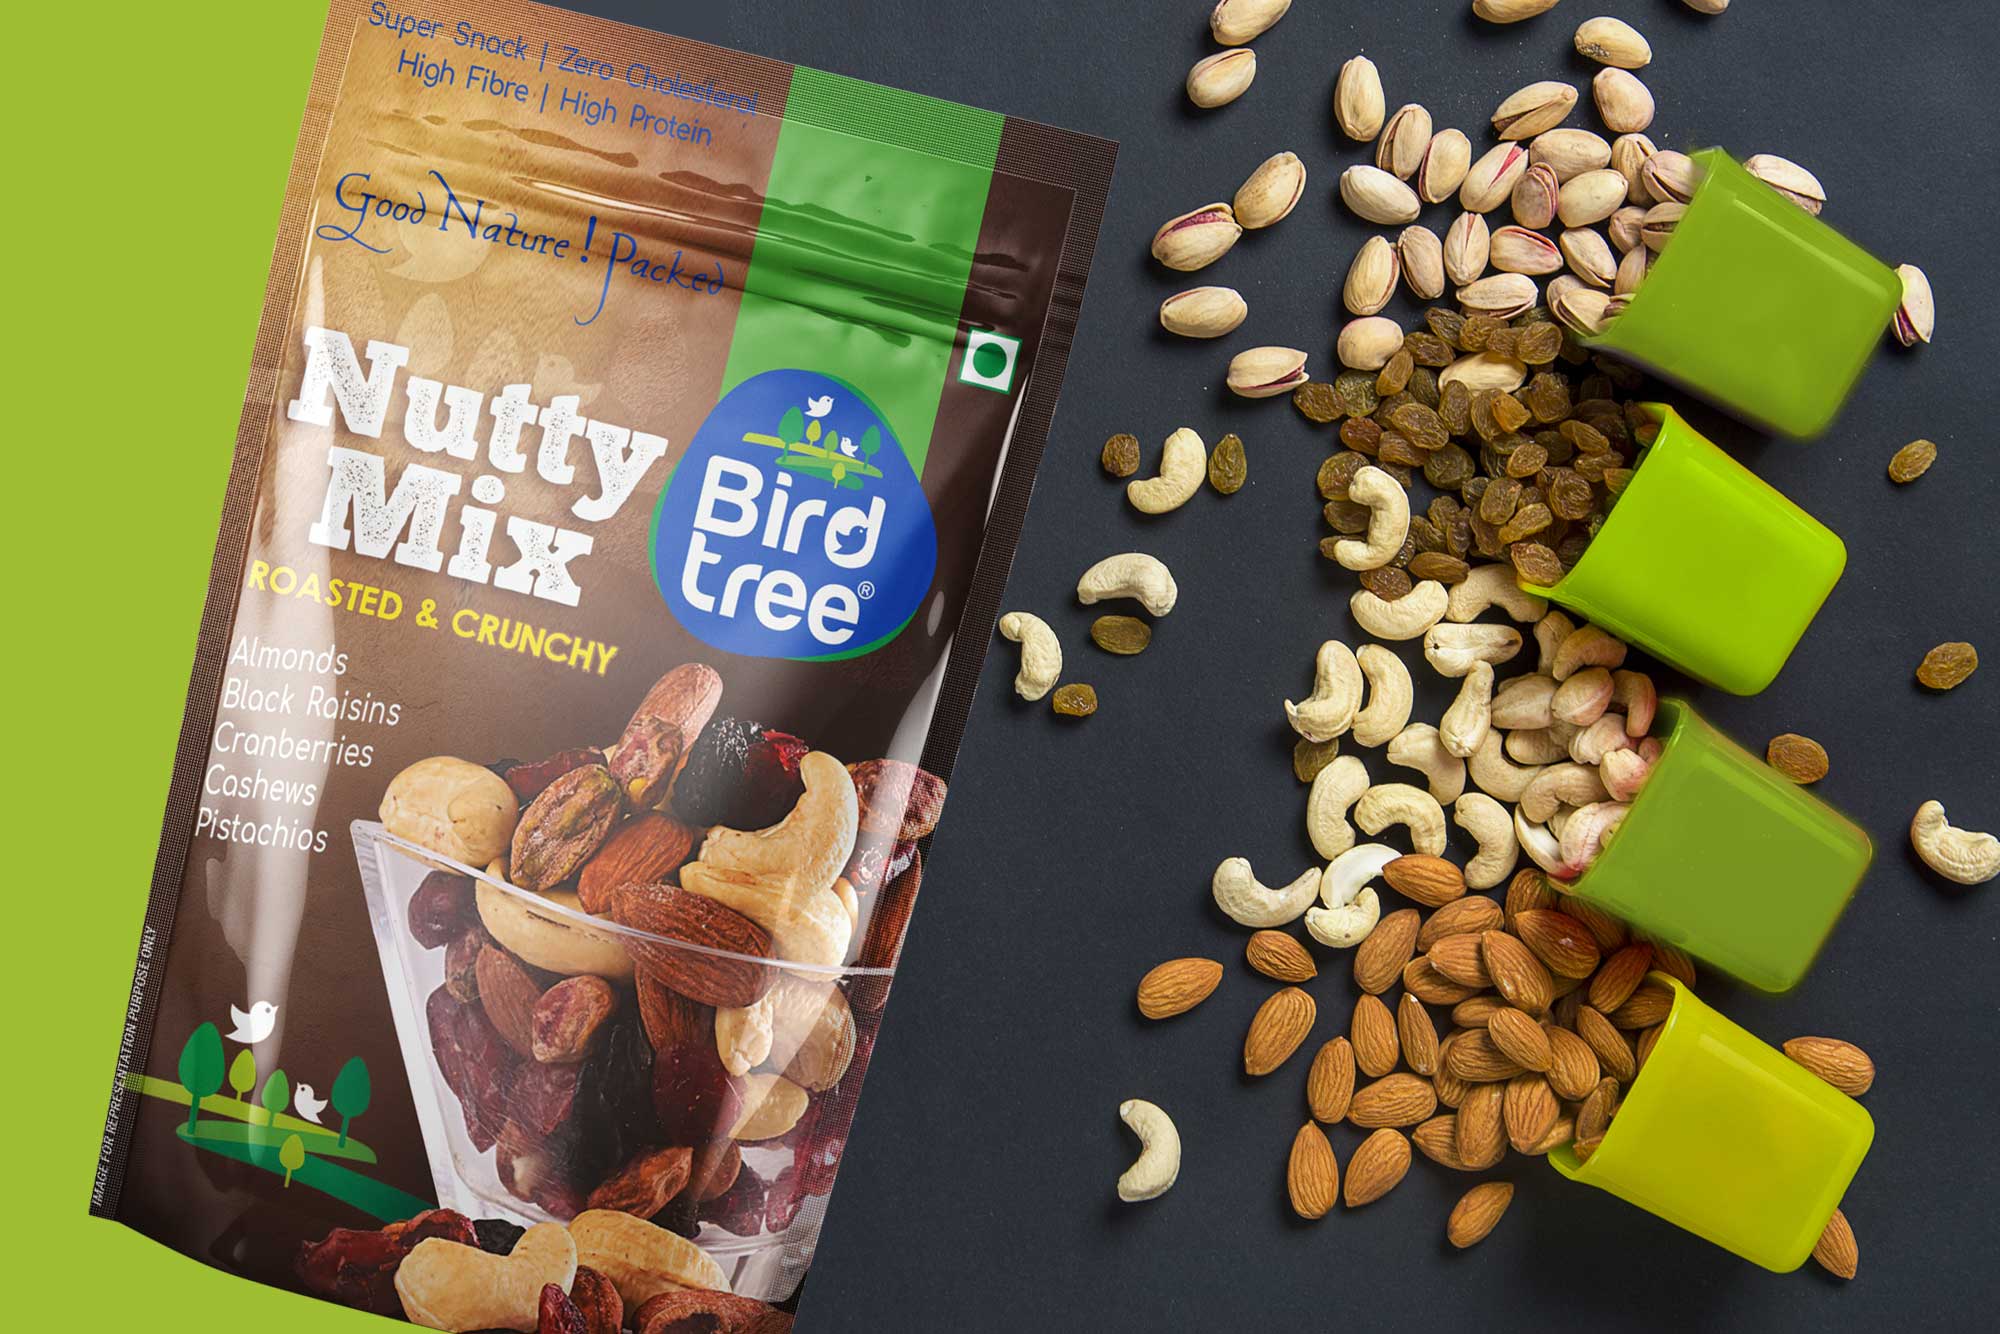 Super Snack | Zero Cholesterol
High Fibre | High Protein
Good Nature! Packed
Nutty
Mix
ROASTED & CRUNCHY
Bird
tree®
Almonds
Black Raisins
Cranberries
Cashews
Pistachios
IMAGE FOR REPRESENTATION PURPOSE ONLY